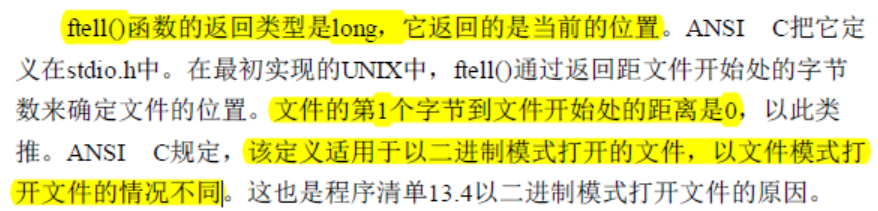 ftell()函数的返回类型是long，它返回的是当前的位置。ANSI C把它定
义在stdio.h中。在最初实现的UNIX中，ftell()通过返回距文件开始处的字节
数来确定文件的位置。文件的第1个字节到文件开始处的距离是0，以此类
推。ANSI C规定，该定义适用于以二进制模式打开的文件，以文件模式打
开文件的情况不同。这也是程序清单13.4以二进制模式打开文件的原因。